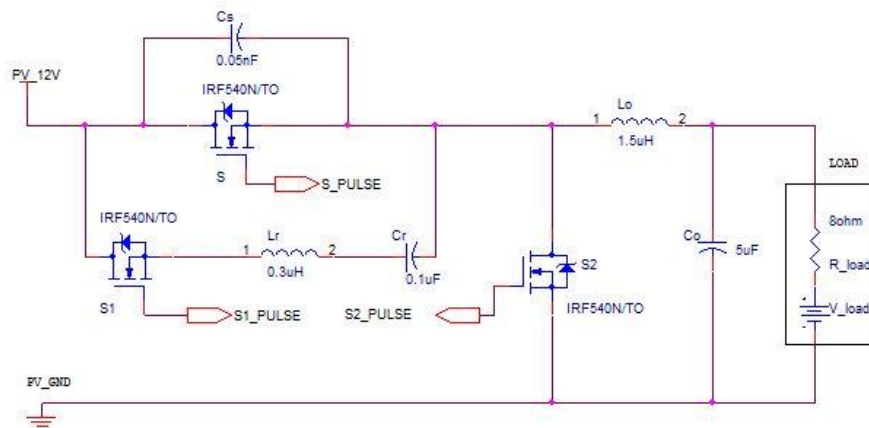 Cs
0.05nF
PV_12V
IRF540N/TO
Lo
1 2
1.5uH
S
S_PULSE
LOAD
IRF540N/TO
Lr
1 2
0.3uH
Cr
0.1uF
8ohm
R_load
Co
5uF
S2
S1
S1_PULSE
S2_PULSE
IRF540N/TO
V_load
PV_GND